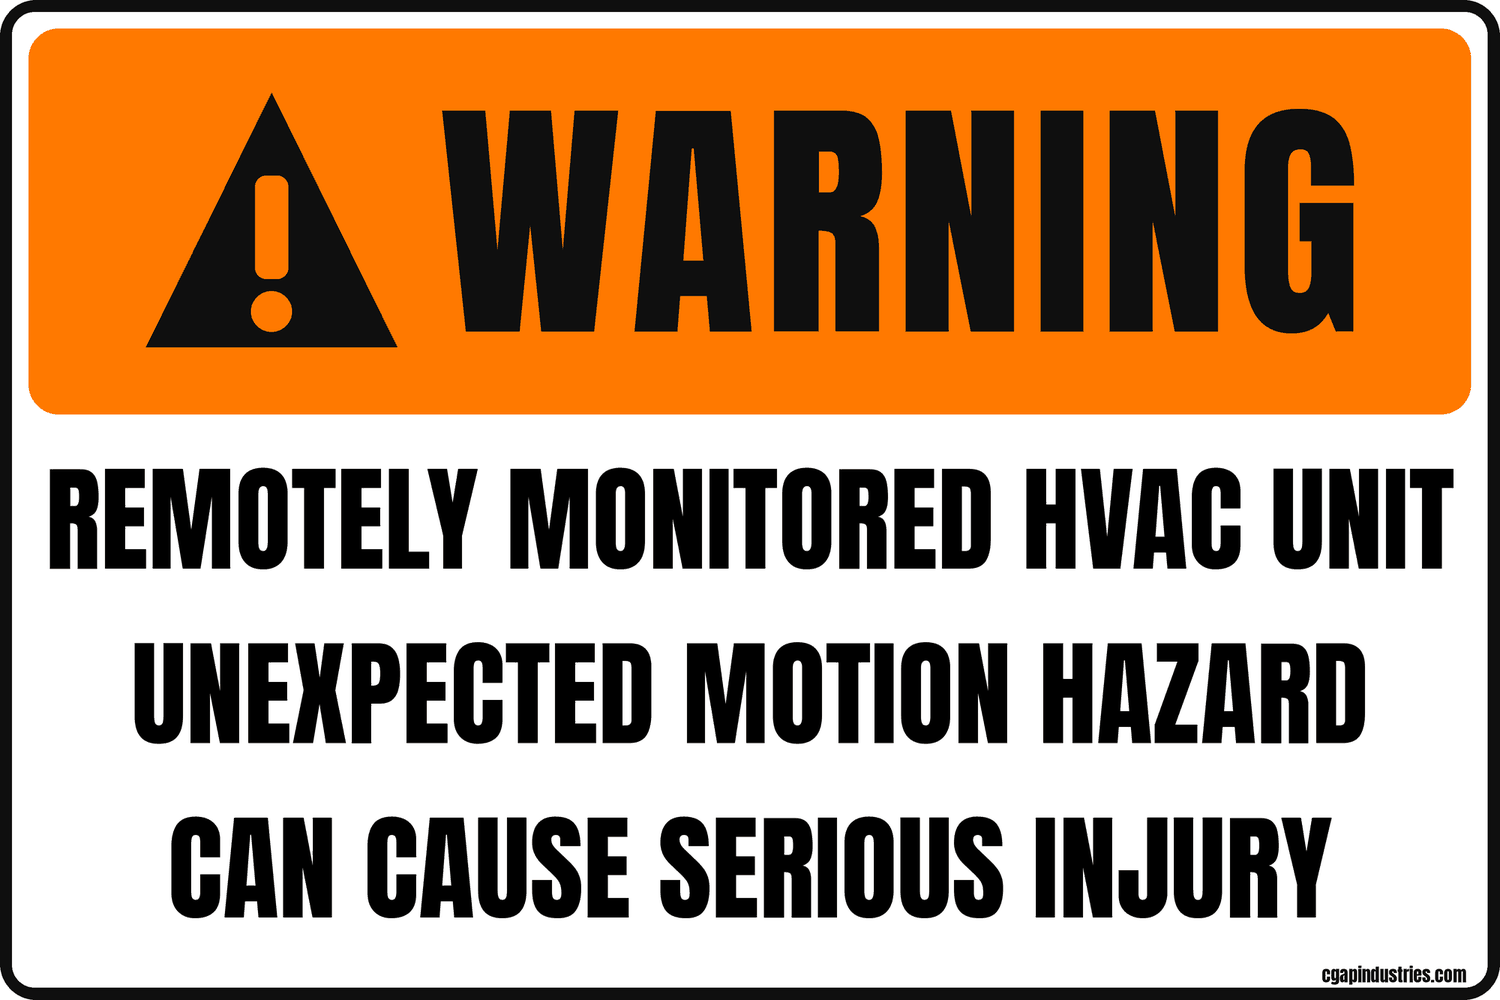 WARNING
REMOTELY MONITORED HVAC UNIT
UNEXPECTED MOTION HAZARD
CAN CAUSE SERIOUS INJURY
cgapindustries.com